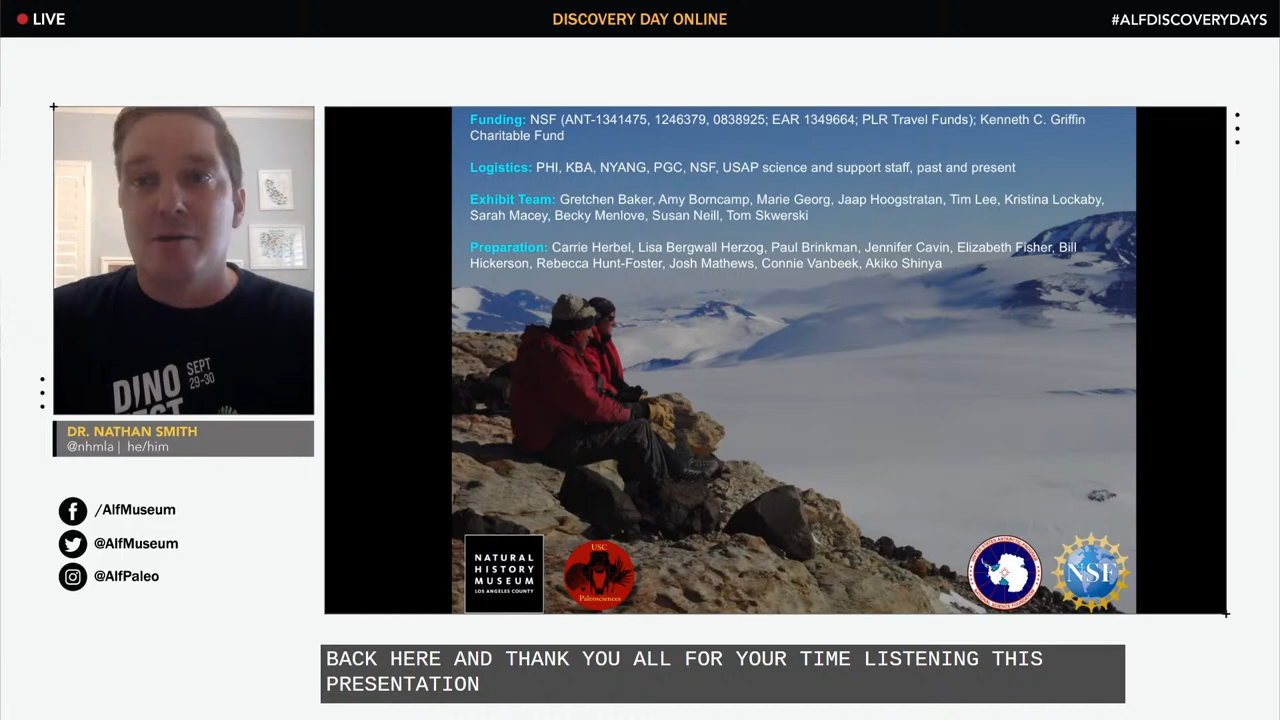 LIVE
DISCOVERY DAY ONLINE
#ALFDISCOVERYDAYS
Funding: NSF (ANT-1341475, 1246379, 0838925; EAR 1349664; PLR Travel Funds); Kenneth C. Griffin
Charitable Fund
Logistics: PHI, KBA, NYANG, PGC, NSF, USAP science and support staff, past and present
Exhibit Team: Gretchen Baker, Amy Borncamp, Marie Georg, Jaap Hoogstratan, Tim Lee, Kristina Lockaby,
Sarah Macey, Becky Menlove, Susan Neill, Tom Skwerski
Preparation: Carrie Herbel, Lisa Bergwall Herzog, Paul Brinkman, Jennifer Cavin, Elizabeth Fisher, Bill
Hickerson, Rebecca Hunt-Foster, Josh Mathews, Connie Vanbeek, Akiko Shinya
DINO
SEPT
29-30
DR. NATHAN SMITH
@nhmla | he/him
/AlfMuseum
@AlfMuseum
@AlfPaleo
NATURAL
HISTORY
MUSEUM
LOS ANGELES COUNTY
USC
Paleosciences
NSF
BACK HERE AND THANK YOU ALL FOR YOUR TIME LISTENING THIS
PRESENTATION